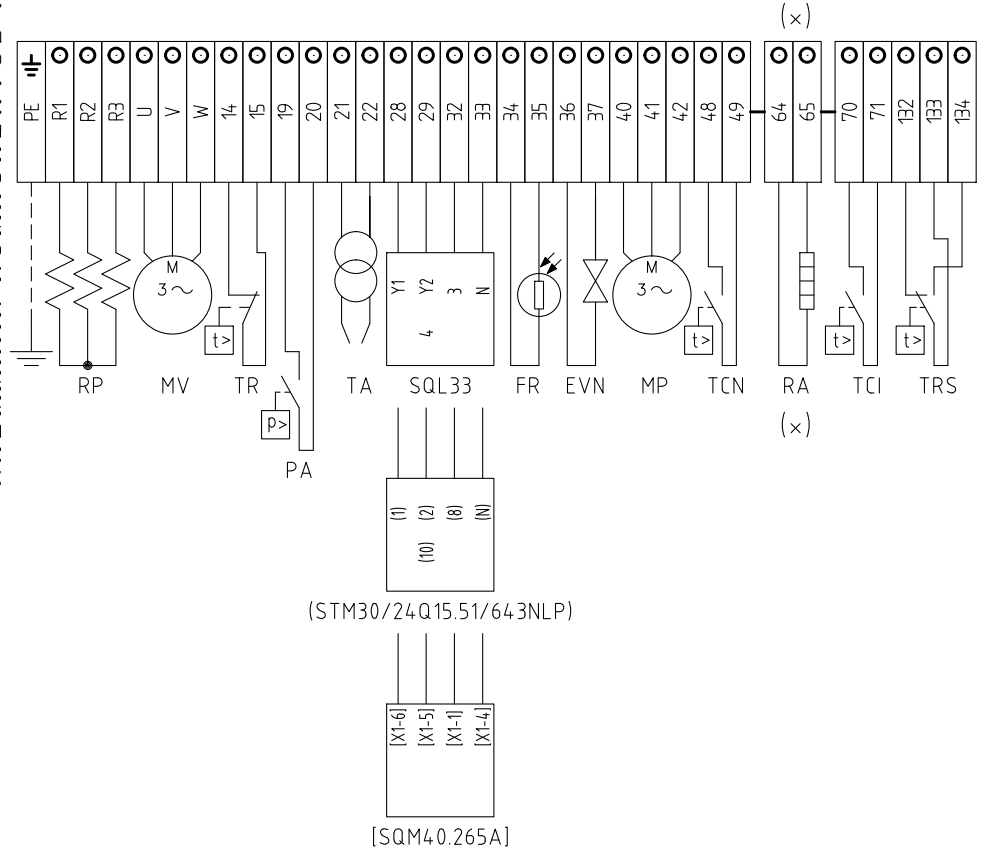 (x)
PE R1 R2 R3 U V W 14 15 19 20 21 22 28 29 32 33 34 35 36 37 40 41 42 48 49 64 65 70 71 132 133 134
M 3~
M 3~
Y1 Y2 3 N
4
t> t> t> t>
RP MV TR TA SQL33 FR EVN MP TCN RA TCI TRS
p>
(x)
PA
(1) (2) (8) (N)
(10)
(STM30/24Q15.51/643NLP)
[X1-6] [X1-5] [X1-1] [X1-4]
[SQM40.265A]